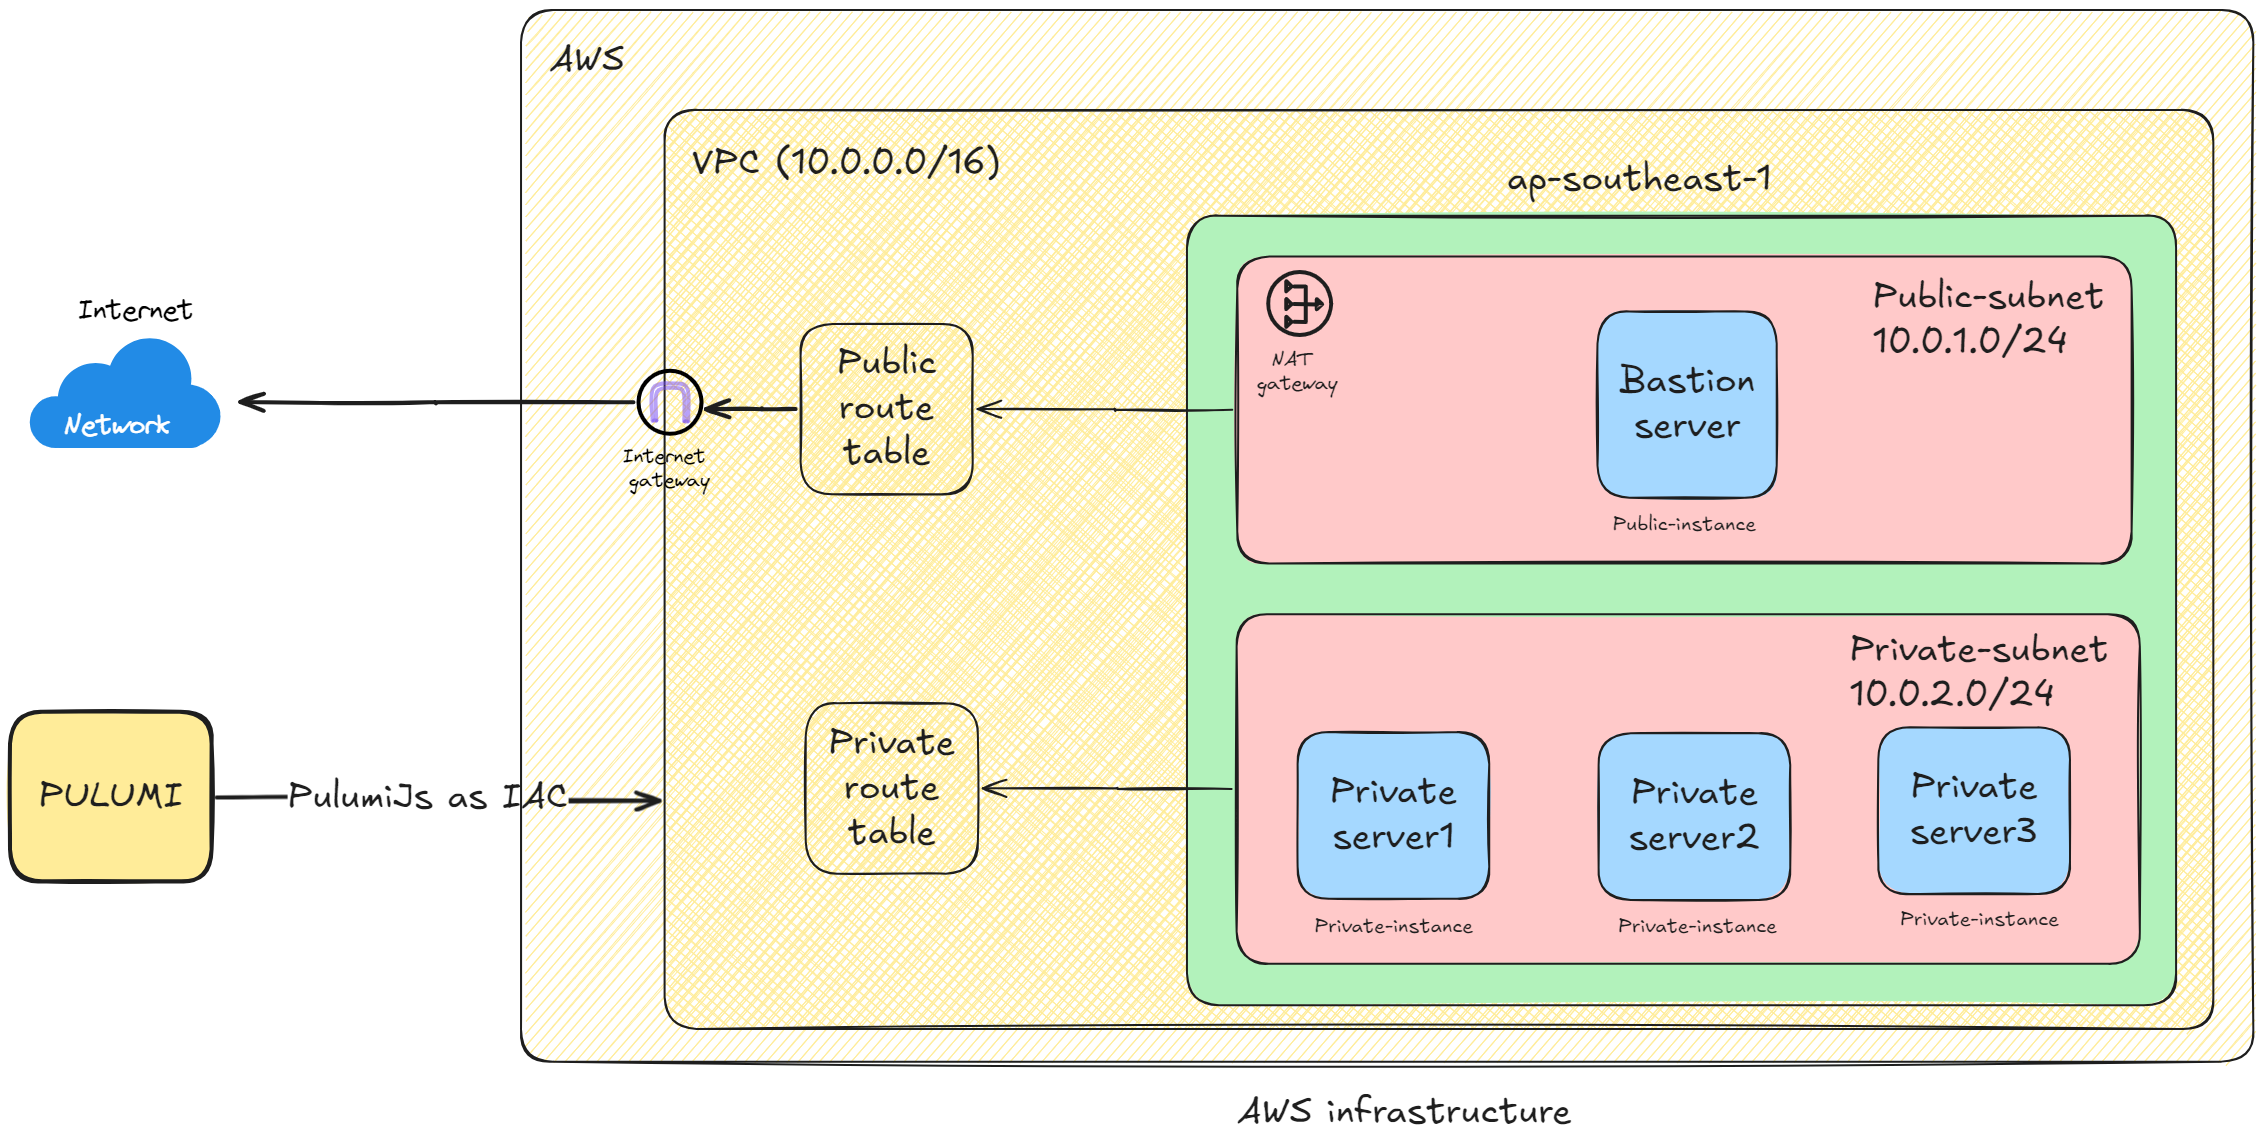 AWS
VPC (10.0.0.0/16)
ap-southeast-1
Internet
Network
Internet
gateway
Public
route
table
NAT
gateway
Bastion
server
Public-instance
Public-subnet
10.0.1.0/24
PULUMI
PulumiJs as IAC
Private
route
table
Private-subnet
10.0.2.0/24
Private
server1
Private-instance
Private
server2
Private-instance
Private
server3
Private-instance
AWS infrastructure